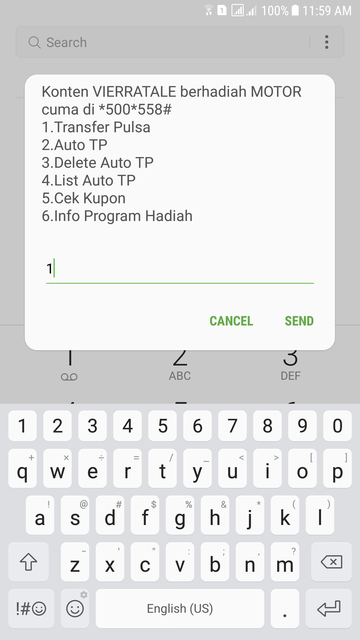 100% 11:59 AM
Search
Konten VIERRATALE berhadiah MOTOR
cuma di *500*558#
1.Transfer Pulsa
2.Auto TP
3.Delete Auto TP
4.List Auto TP
5.Cek Kupon
6.Info Program Hadiah
1
CANCEL SEND
1 2 3
ABC DEF
1 2 3 4 5 6 7 8 9 0
+ × ÷ = / _ < > [ ]
q w e r t y u i o p
! @ # $ % & * ( )
a s d f g h j k l
- ' " : ; ?
z x c v b n m
!#☺ English (US) .